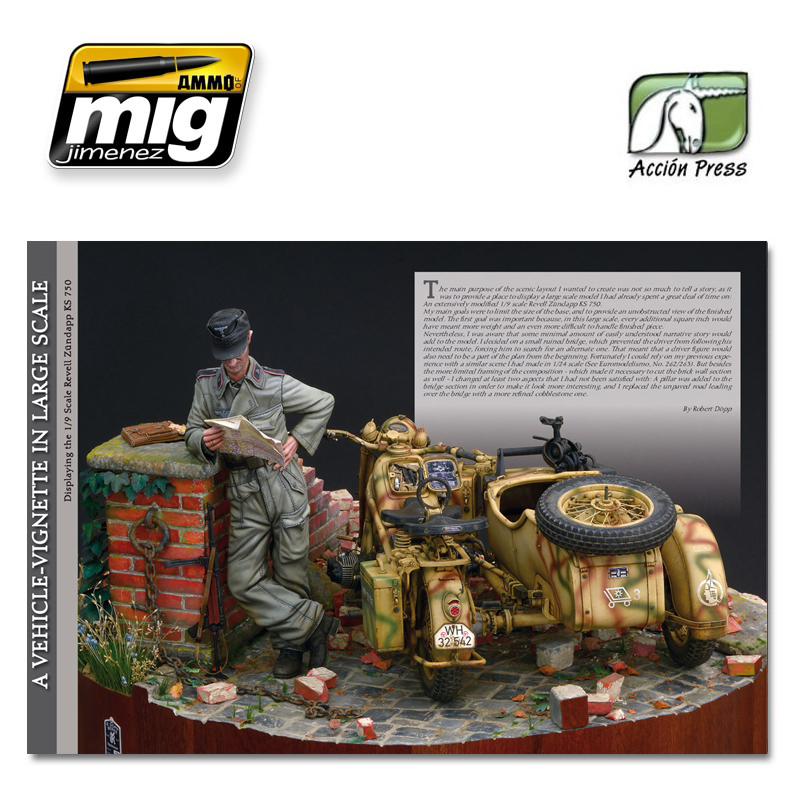 AMMO OF
mig
jimenez
Acción Press
A VEHICLE-VIGNETTE IN LARGE SCALE
Displaying the 1/9 Scale Revell Zündapp KS 750
The main purpose of the scenic layout I wanted to create was not so much to tell a story, as it
was to provide a place to display a large scale model I had already spent a great deal of time on:
An extensively modified 1/9 scale Revell Zündapp KS 750.
My main goals were to limit the size of the base, and to provide an unobstructed view of the finished
model. The first goal was important because, in this large scale, every additional square inch would
have meant more weight and an even more difficult to handle finished piece.
Nevertheless, I was aware that some minimal amount of easily understood narrative story would
add to the model. I decided on a small ruined bridge, which prevented the driver from following his
intended route, forcing him to search for an alternate one. That meant that a driver figure would
also need to be a part of the plan from the beginning. Fortunately I could rely on my previous expe-
rience with a similar scene I had made in 1/24 scale (See Euromodelismo, No. 262/263). But besides
the more limited framing of the composition - which made it necessary to cut the brick wall section
as well - I changed at least two aspects that I had not been satisfied with: A pillar was added to the
bridge section in order to make it look more interesting, and I replaced the unpaved road leading
over the bridge with a more refined cobblestone one.
By Robert Döpp
WH
32 542
3